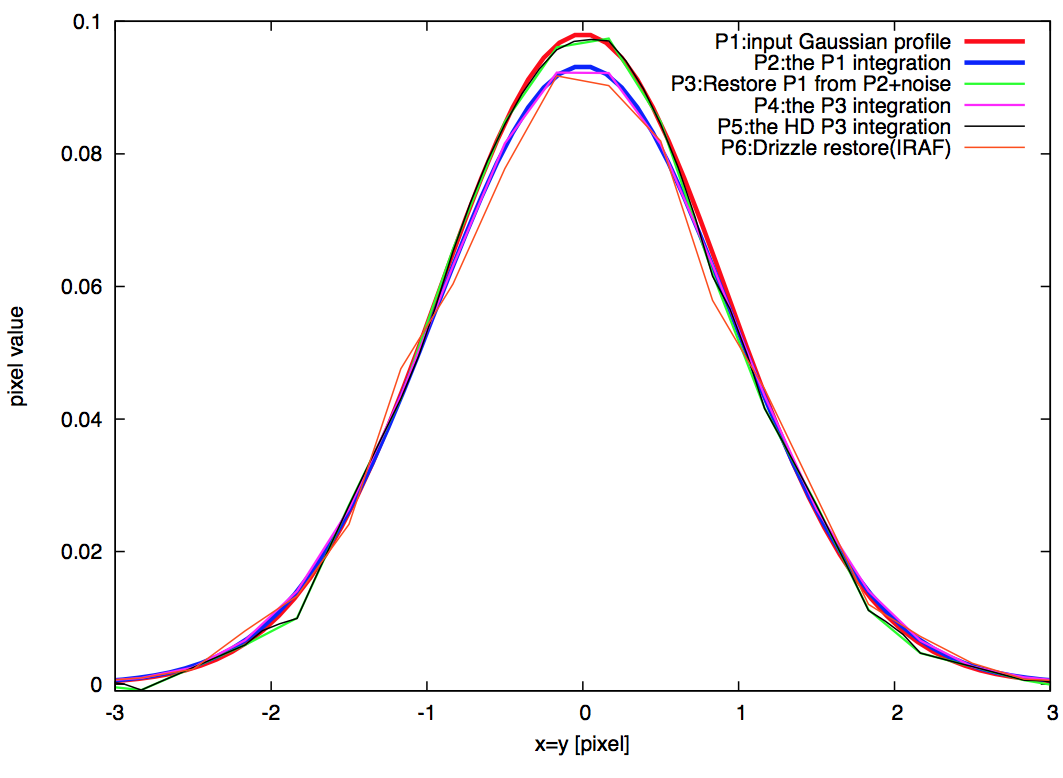 0.1
0.08
0.06
0.04
0.02
0
pixel value
-3
-2
-1
0
1
2
3
x=y [pixel]
P1:input Gaussian profile
P2:the P1 integration
P3:Restore P1 from P2+noise
P4:the P3 integration
P5:the HD P3 integration
P6:Drizzle restore(IRAF)